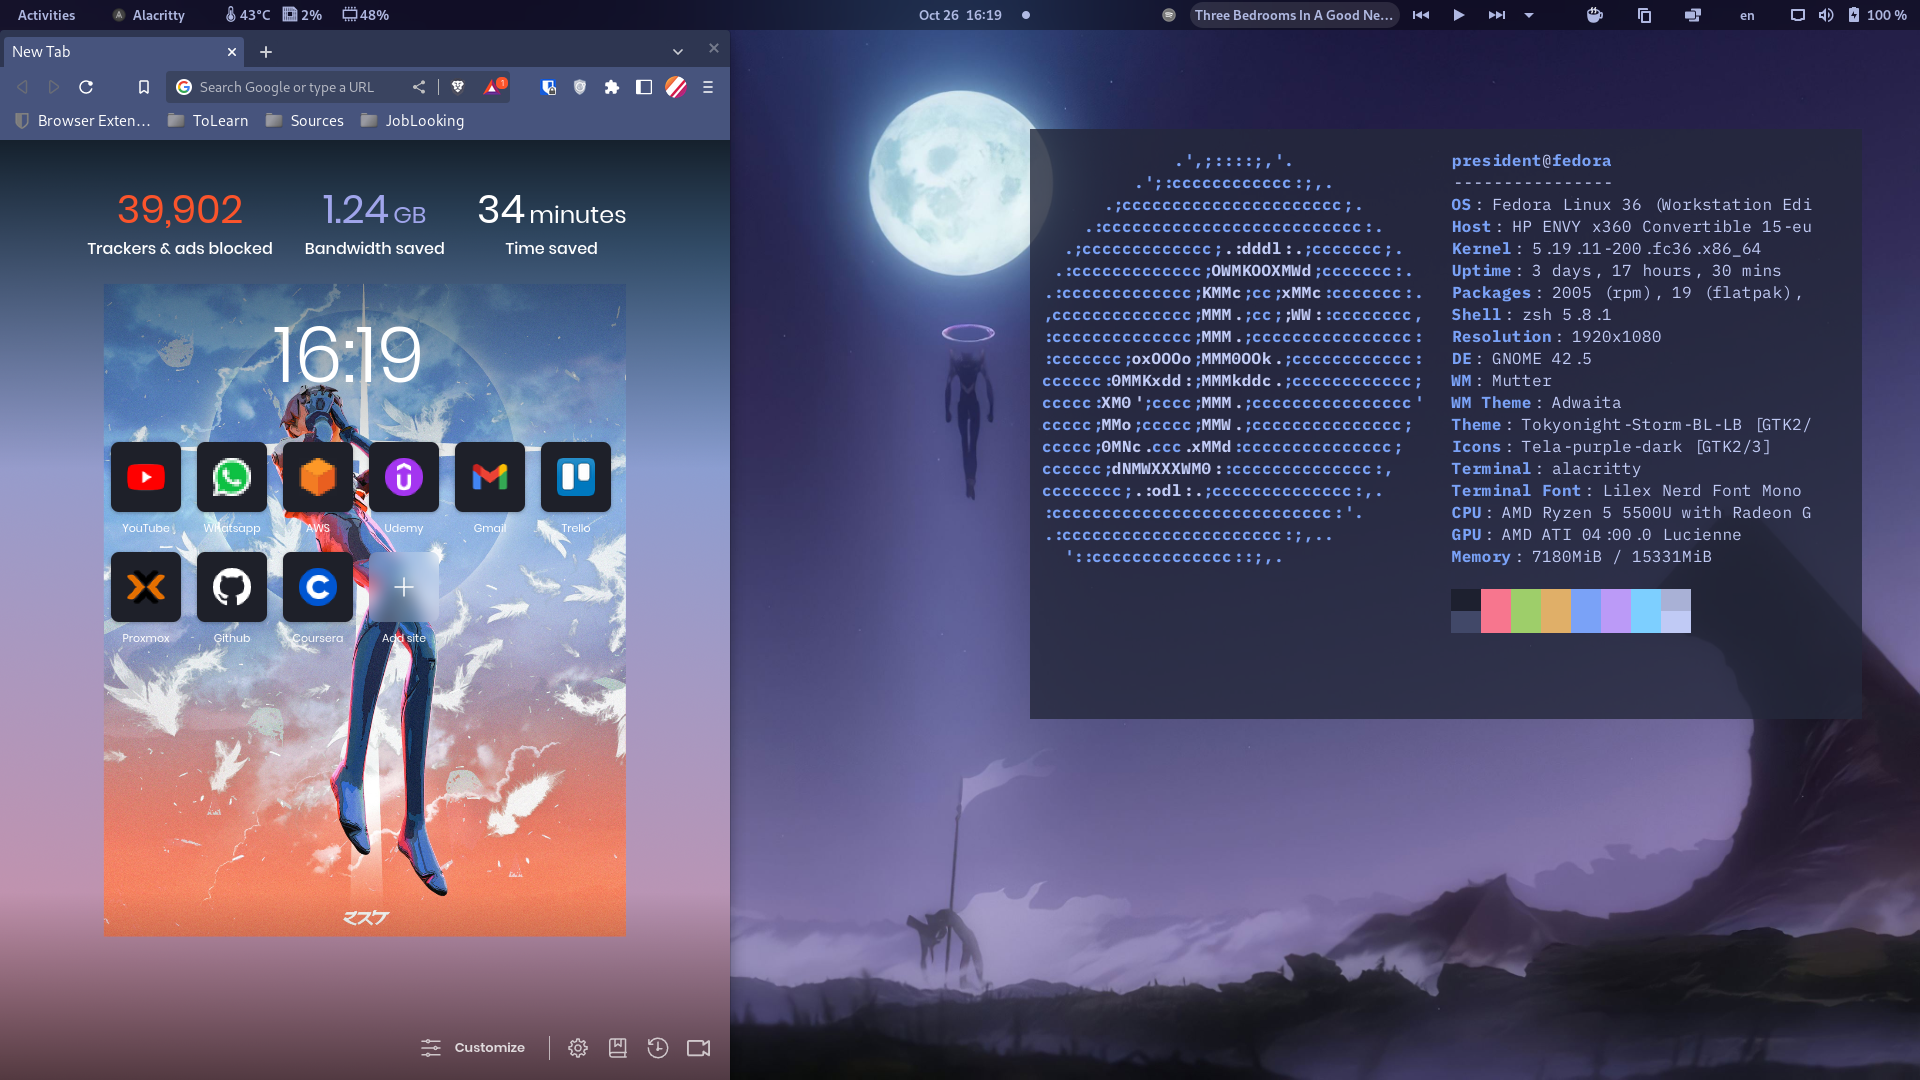 Activities Alacritty 43°C 2% 48% Oct 26 16:19 Three Bedrooms In A Good Ne... en 100 %
New Tab
Search Google or type a URL 1
Browser Exten... ToLearn Sources JobLooking
39,902 1.24 GB 34 minutes
Trackers & ads blocked Bandwidth saved Time saved
16:19
YouTube Whatsapp AWS Udemy Gmail Trello
Proxmox Github Coursera Add site
マスケ
Customize
.',;::::;,'.
.';:cccccccccccc:;,.
.;cccccccccccccccccccccc;.
.:cccccccccccccccccccccccccc:.
.;ccccccccccccc;.:dddl:.;ccccccc;.
.:ccccccccccccc;OWMKOOXMWd;ccccccc:.
.:ccccccccccccc;KMMc;cc;xMMc:ccccccc:.
,cccccccccccccc;MMM.;cc;;WW::cccccccc,
:cccccccccccccc;MMM.;cccccccccccccccc:
:ccccccc;oxOOOo;MMM0OOk.;cccccccccccc:
cccccc:0MMKxdd:;MMMkddc.;cccccccccccc;
ccccc:XM0';cccc;MMM.;cccccccccccccccc'
ccccc;MMo;ccccc;MMW.;ccccccccccccccc;
ccccc;0MNc.ccc.xMMd:ccccccccccccccc;
cccccc;dNMWXXXWM0::cccccccccccccc:,
cccccccc;.:odl:.;cccccccccccccc:,.
:cccccccccccccccccccccccccccc:'.
.:cccccccccccccccccccccc:;,..
'::cccccccccccccc::;,.
president@fedora
----------------
OS: Fedora Linux 36 (Workstation Edi
Host: HP ENVY x360 Convertible 15-eu
Kernel: 5.19.11-200.fc36.x86_64
Uptime: 3 days, 17 hours, 30 mins
Packages: 2005 (rpm), 19 (flatpak),
Shell: zsh 5.8.1
Resolution: 1920x1080
DE: GNOME 42.5
WM: Mutter
WM Theme: Adwaita
Theme: Tokyonight-Storm-BL-LB [GTK2/
Icons: Tela-purple-dark [GTK2/3]
Terminal: alacritty
Terminal Font: Lilex Nerd Font Mono
CPU: AMD Ryzen 5 5500U with Radeon G
GPU: AMD ATI 04:00.0 Lucienne
Memory: 7180MiB / 15331MiB